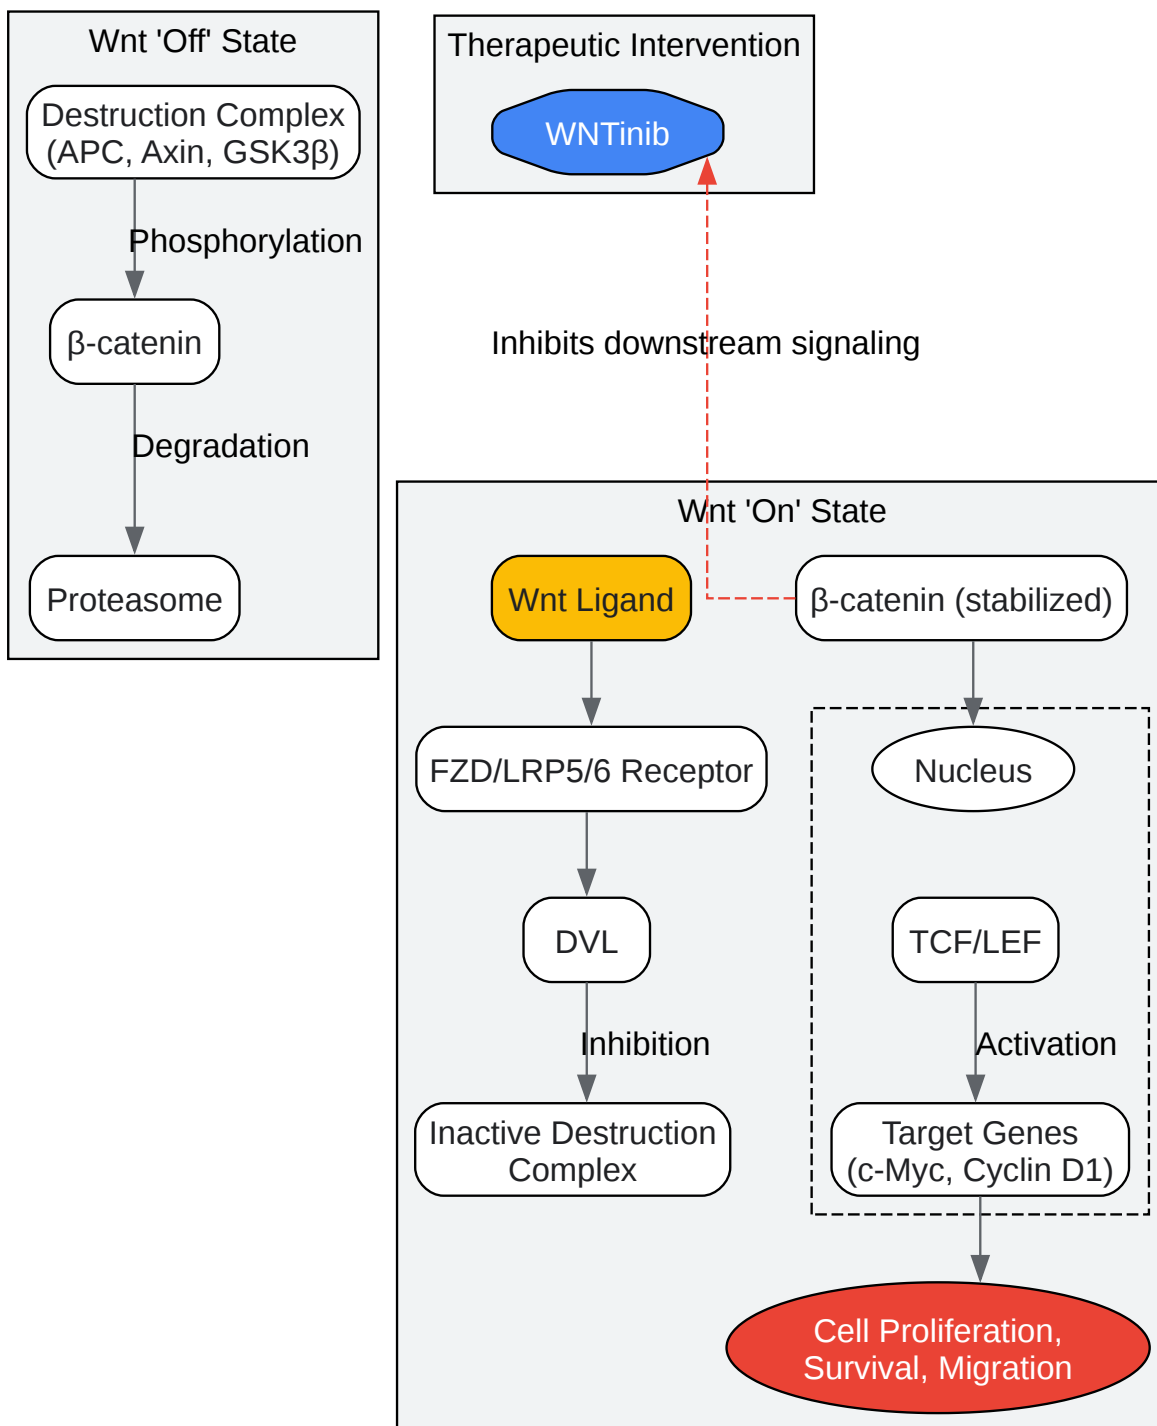 Wnt 'Off' State
Destruction Complex
(APC, Axin, GSK3β)
Phosphorylation
β-catenin
Degradation
Proteasome
Therapeutic Intervention
WNTinib
Inhibits downstream signaling
Wnt 'On' State
Wnt Ligand
FZD/LRP5/6 Receptor
DVL
Inhibition
Inactive Destruction
Complex
β-catenin (stabilized)
Nucleus
TCF/LEF
Activation
Target Genes
(c-Myc, Cyclin D1)
Cell Proliferation,
Survival, Migration